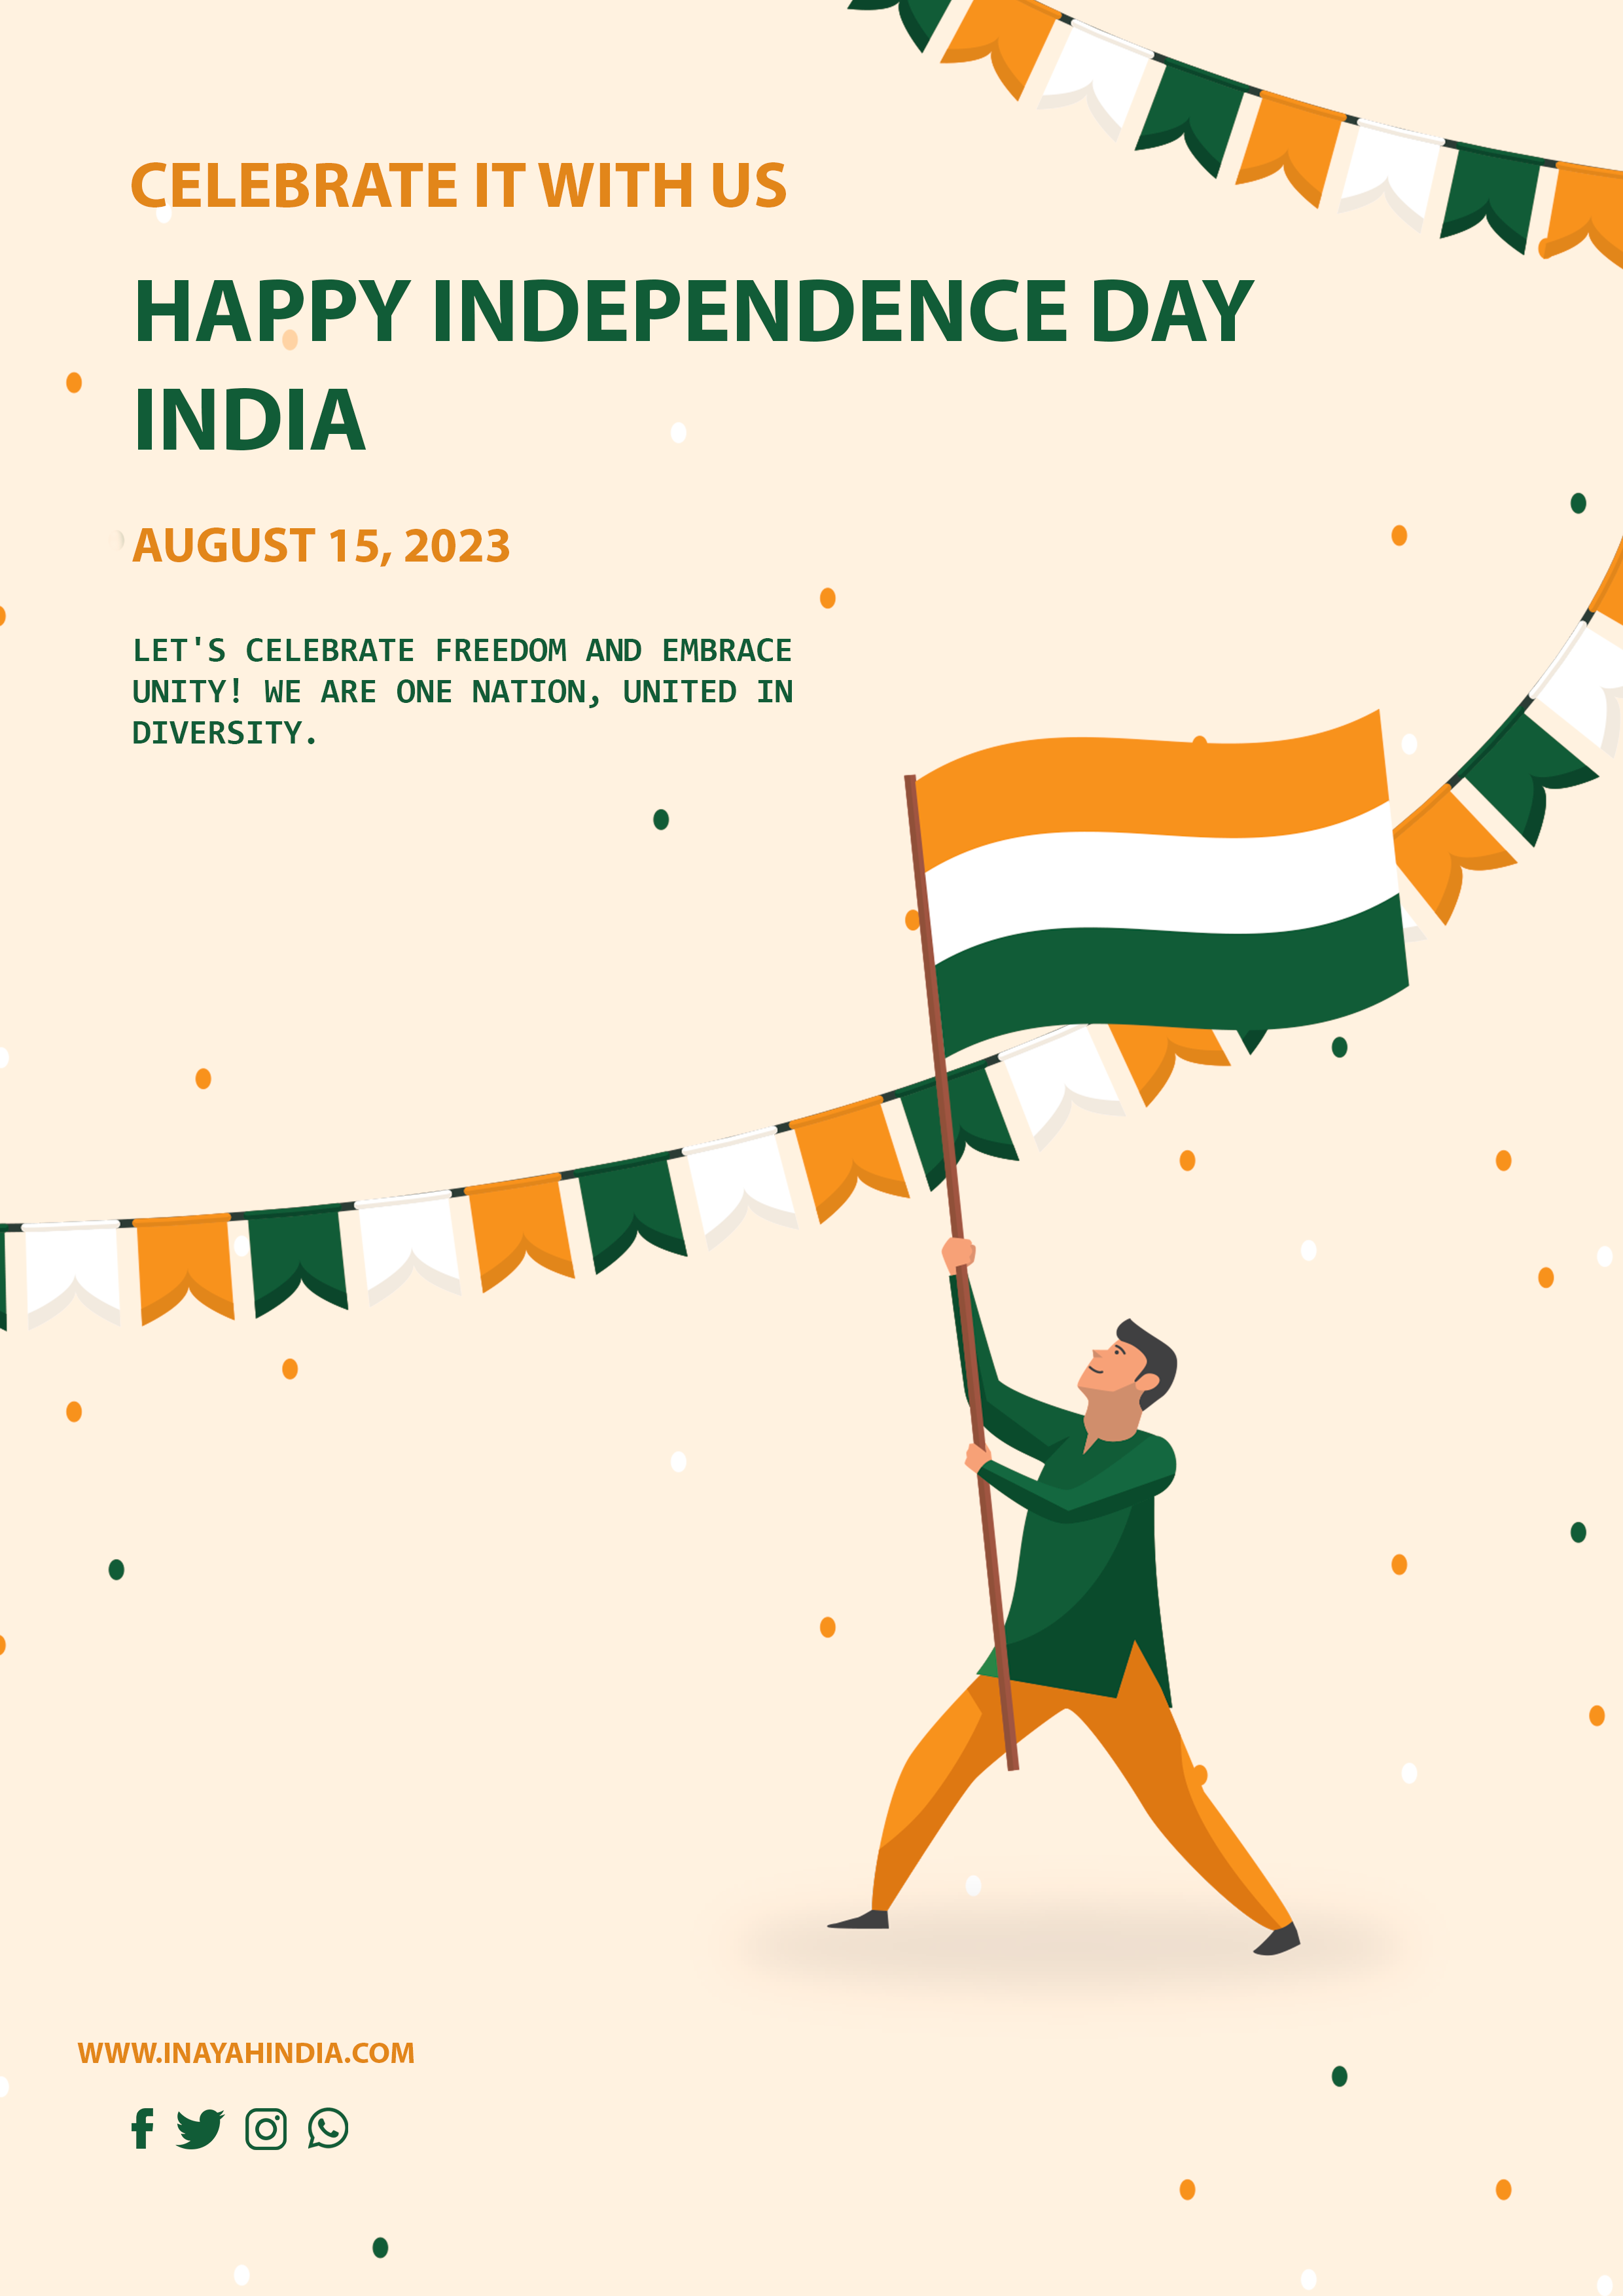 CELEBRATE IT WITH US
HAPPY INDEPENDENCE DAY
INDIA
AUGUST 15, 2023
LET'S CELEBRATE FREEDOM AND EMBRACE
UNITY! WE ARE ONE NATION, UNITED IN
DIVERSITY.
WWW.INAYAHINDIA.COM